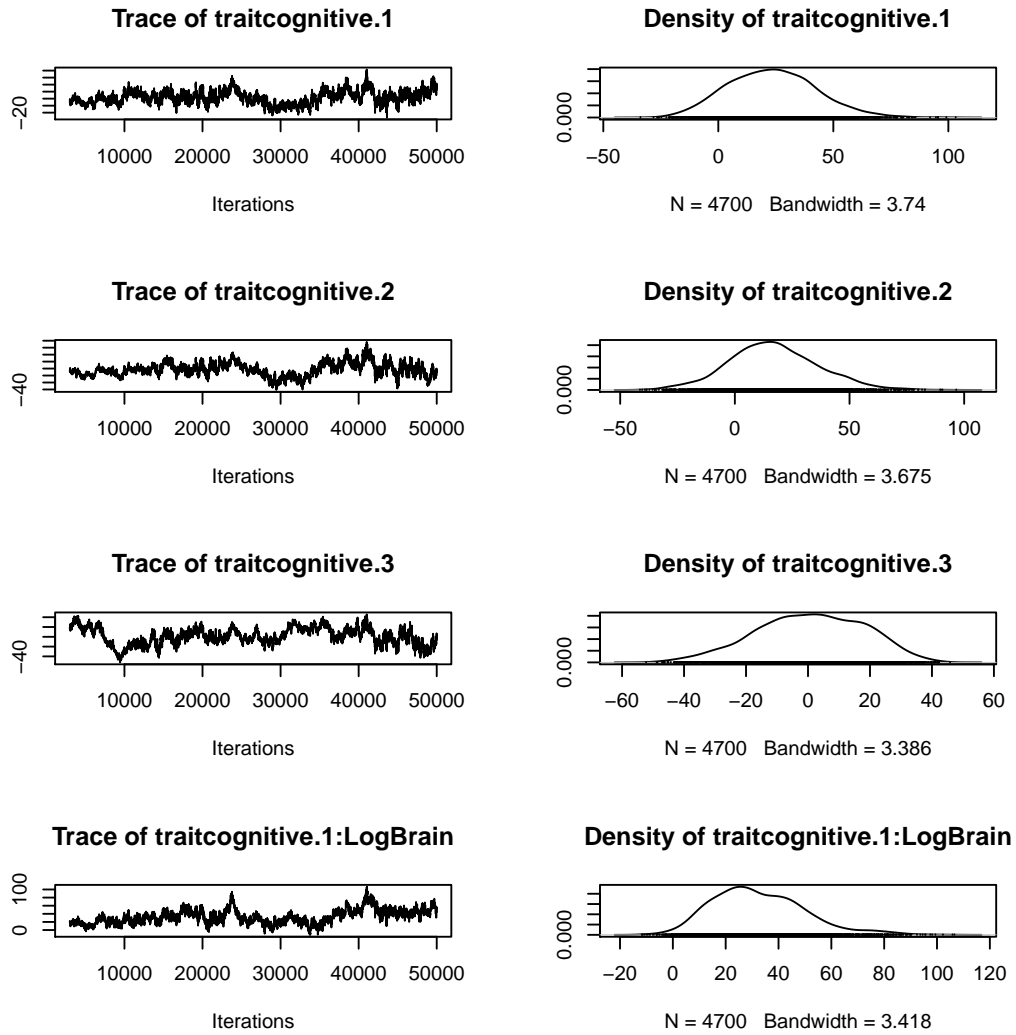 Trace of traitcognitive.1
Density of traitcognitive.1
−20
10000 20000 30000 40000 50000
Iterations
0.000
−50 0 50 100
N = 4700 Bandwidth = 3.74
Trace of traitcognitive.2
Density of traitcognitive.2
−40
10000 20000 30000 40000 50000
Iterations
0.000
−50 0 50 100
N = 4700 Bandwidth = 3.675
Trace of traitcognitive.3
Density of traitcognitive.3
−40
10000 20000 30000 40000 50000
Iterations
0.000
−60 −40 −20 0 20 40 60
N = 4700 Bandwidth = 3.386
Trace of traitcognitive.1:LogBrain
Density of traitcognitive.1:LogBrain
0 100
10000 20000 30000 40000 50000
Iterations
0.000
−20 0 20 40 60 80 100 120
N = 4700 Bandwidth = 3.418